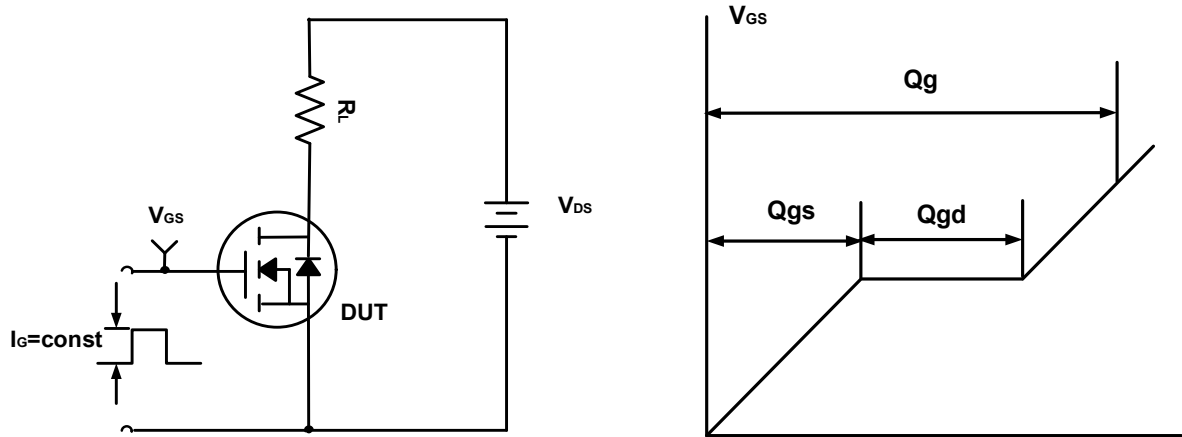 RL
VGS
VDS
DUT
IG=const
VGS
Qg
Qgs
Qgd